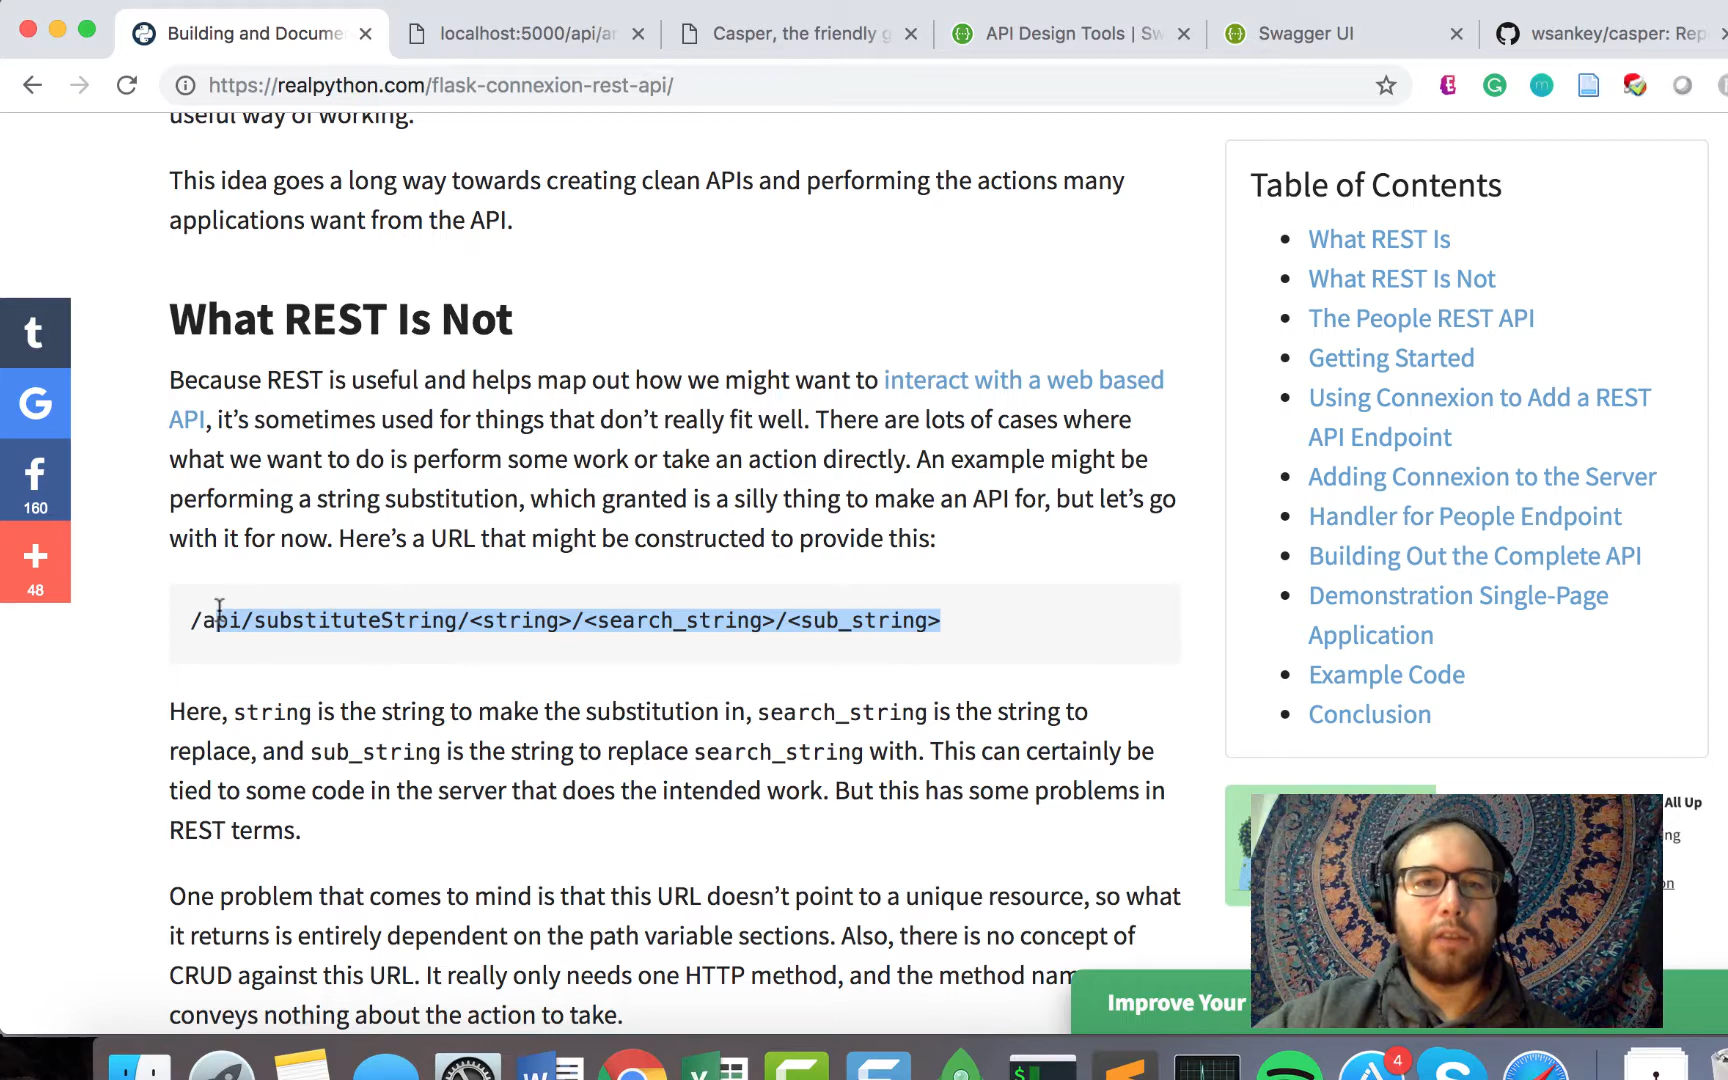 Building and Docume
localhost:5000/api/ar
Casper, the friendly g
API Design Tools | Sw
Swagger UI
wsankey/casper: Rep
https://realpython.com/flask-connexion-rest-api/
useful way of working.
This idea goes a long way towards creating clean APIs and performing the actions many
applications want from the API.
What REST Is Not
Because REST is useful and helps map out how we might want to interact with a web based
API, it’s sometimes used for things that don’t really fit well. There are lots of cases where
what we want to do is perform some work or take an action directly. An example might be
performing a string substitution, which granted is a silly thing to make an API for, but let’s go
with it for now. Here’s a URL that might be constructed to provide this:
/api/substituteString/<string>/<search_string>/<sub_string>
Here, string is the string to make the substitution in, search_string is the string to
replace, and sub_string is the string to replace search_string with. This can certainly be
tied to some code in the server that does the intended work. But this has some problems in
REST terms.
One problem that comes to mind is that this URL doesn’t point to a unique resource, so what
it returns is entirely dependent on the path variable sections. Also, there is no concept of
CRUD against this URL. It really only needs one HTTP method, and the method nam
conveys nothing about the action to take.
t
G
f
160
+
48
Table of Contents
What REST Is
What REST Is Not
The People REST API
Getting Started
Using Connexion to Add a REST
API Endpoint
Adding Connexion to the Server
Handler for People Endpoint
Building Out the Complete API
Demonstration Single-Page
Application
Example Code
Conclusion
All Up
ng
on
Improve Your
4